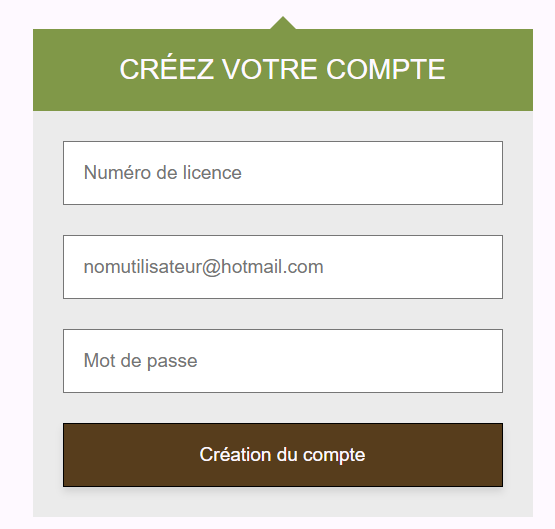 CRÉEZ VOTRE COMPTE
Numéro de licence
nomutilisateur@hotmail.com
Mot de passe
Création du compte